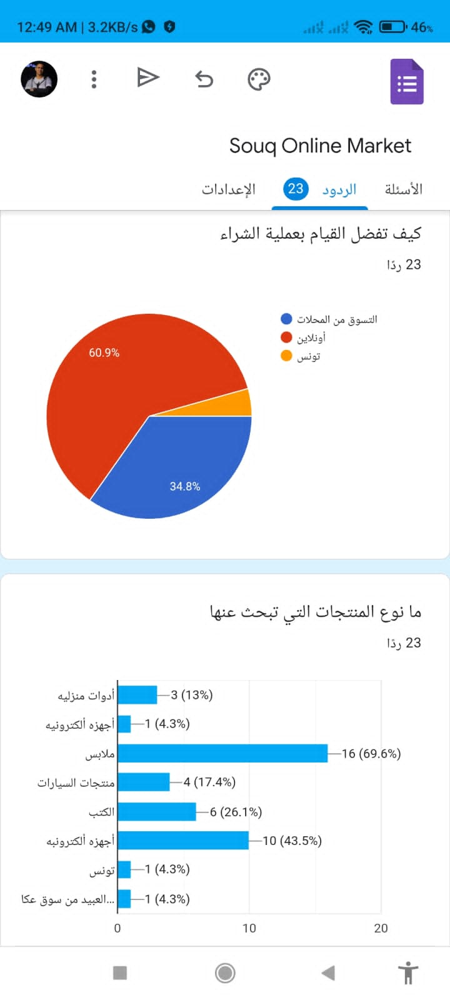 12:49 AM | 3.2KB/s
46%
Souq Online Market
الأسئلة
الردود 23
الإعدادات
كيف تفضل القيام بعملية الشراء
23 ردًا
التسوق من المحلات
أونلاين
تونس
60.9%
34.8%
ما نوع المنتجات التي تبحث عنها
23 ردًا
أدوات منزليه 3 (13%)
أجهزه ألكترونيه 1 (4.3%)
ملابس 16 (69.6%)
منتجات السيارات 4 (17.4%)
الكتب 6 (26.1%)
أجهزه ألكترونبه 10 (43.5%)
تونس 1 (4.3%)
العبيد من سوق عكا... 1 (4.3%)
0 10 20